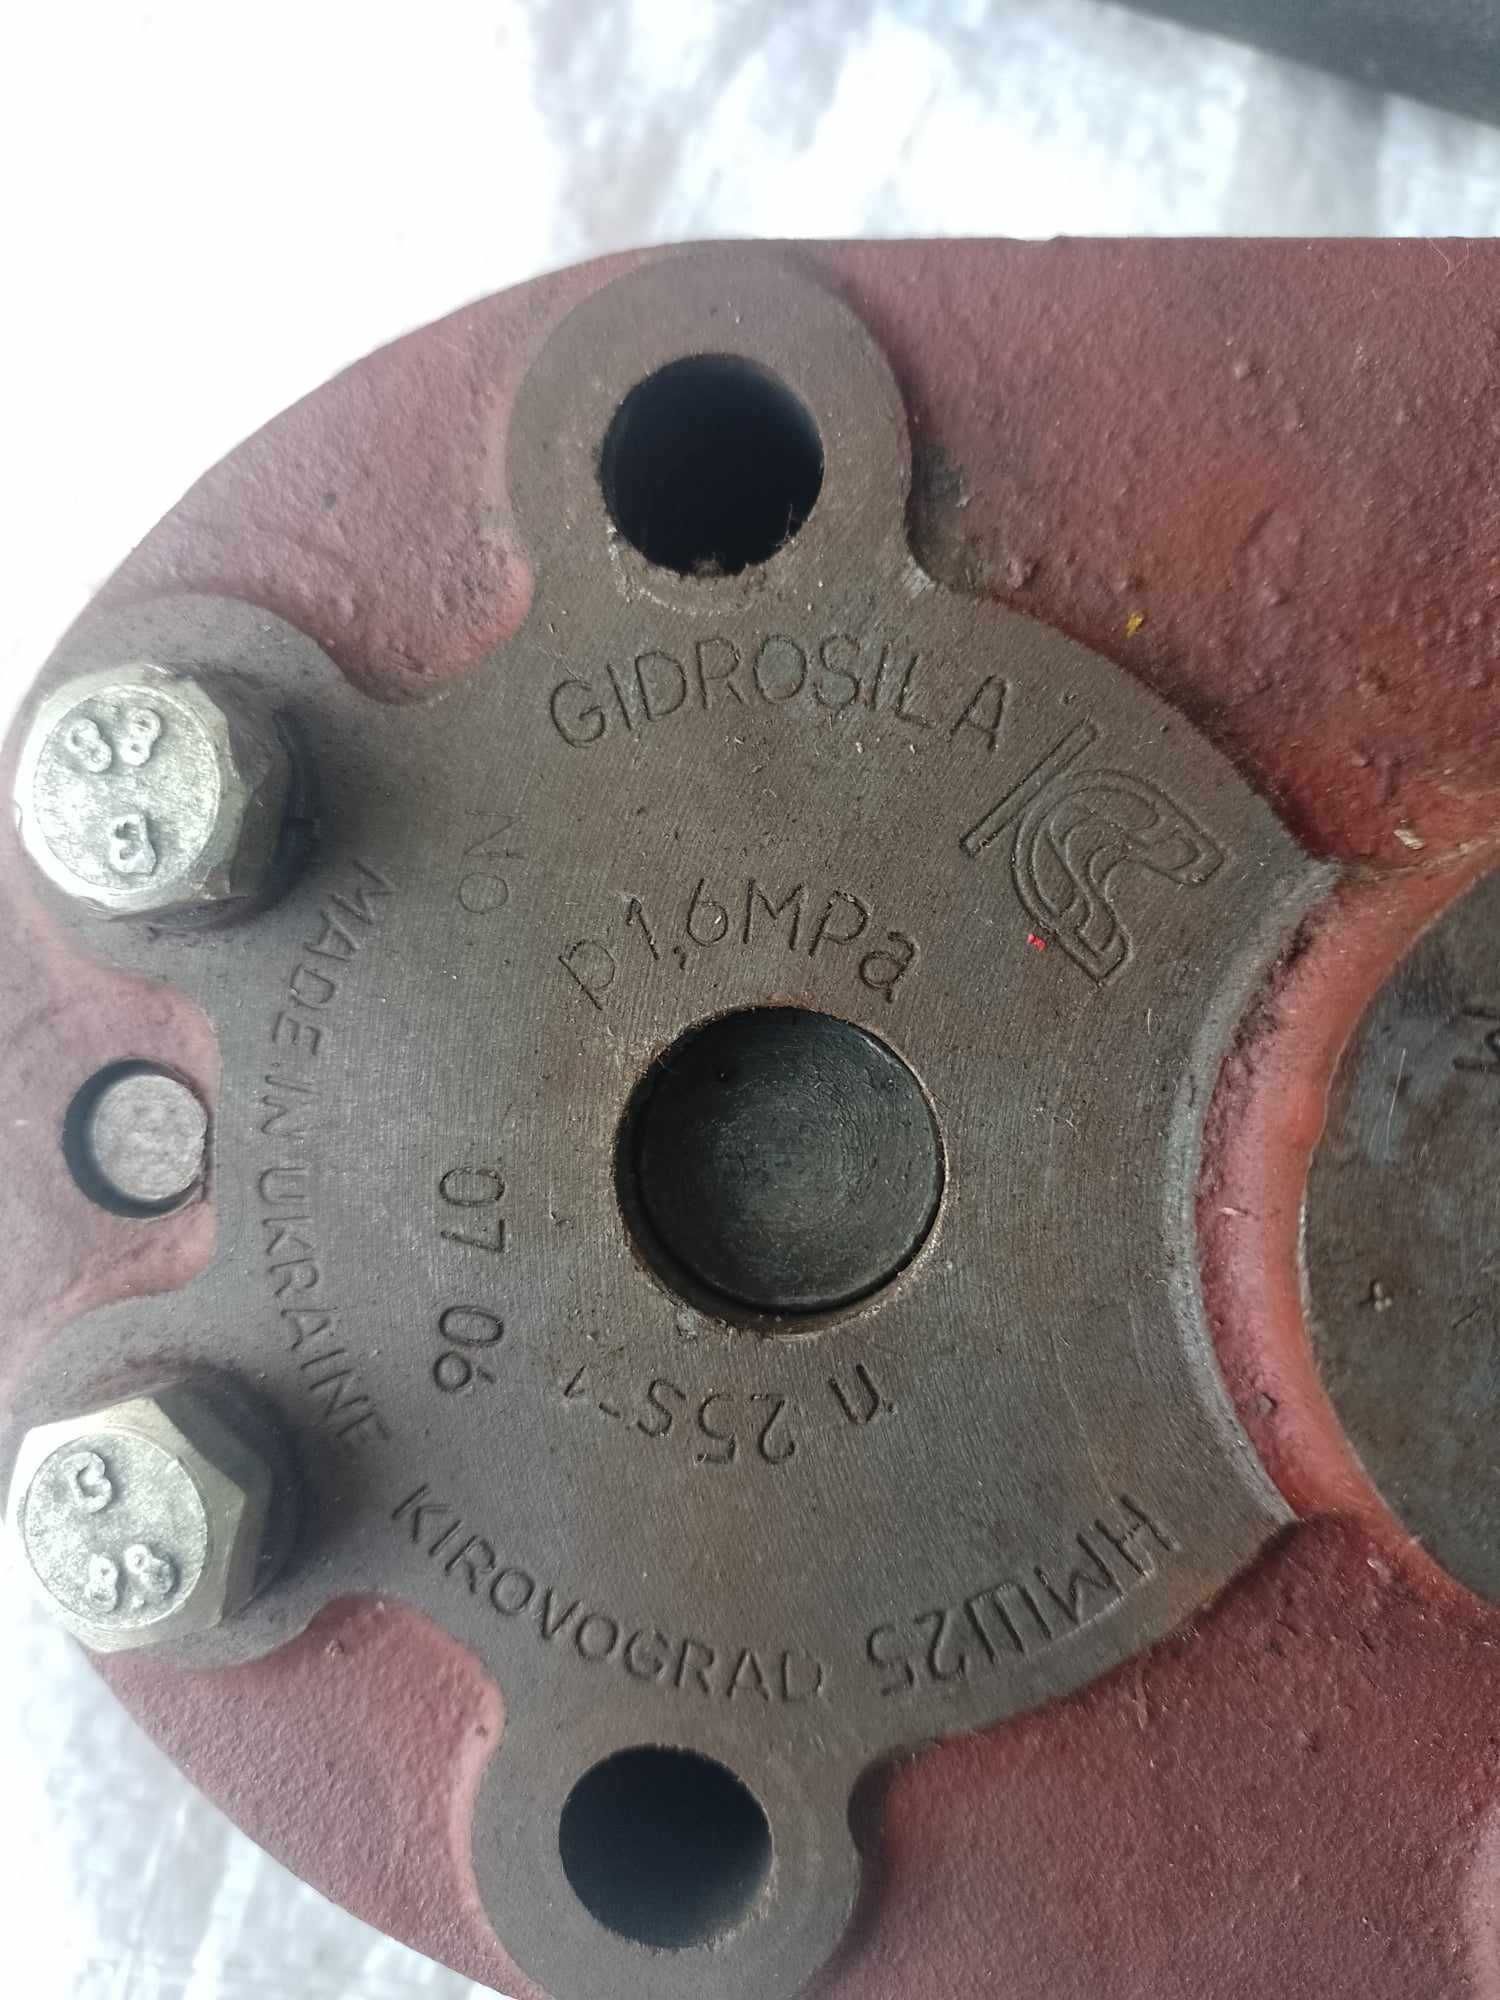 GIDROSILA
p 1,6MPa
No
MADE IN UKRAINE
07 06
n 25s⁻¹
KIROVOGRAD
НМШ25
8.8
8.8